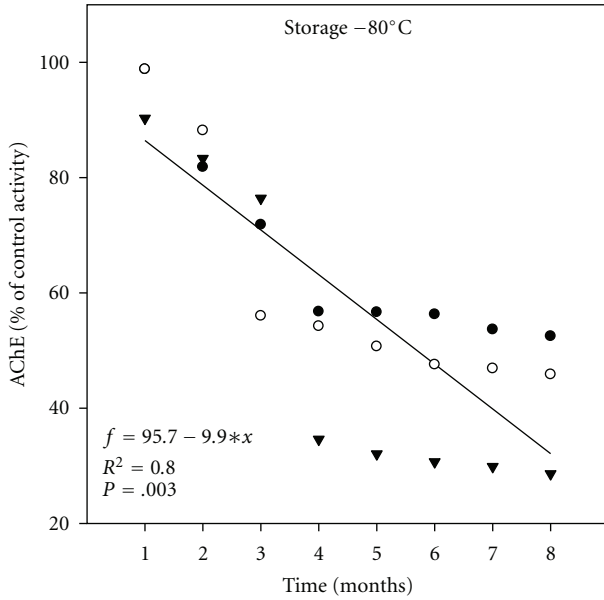 Storage −80°C
AChE (% of control activity)
100
80
60
40
20
f = 95.7 − 9.9∗x
R² = 0.8
P = .003
1 2 3 4 5 6 7 8
Time (months)